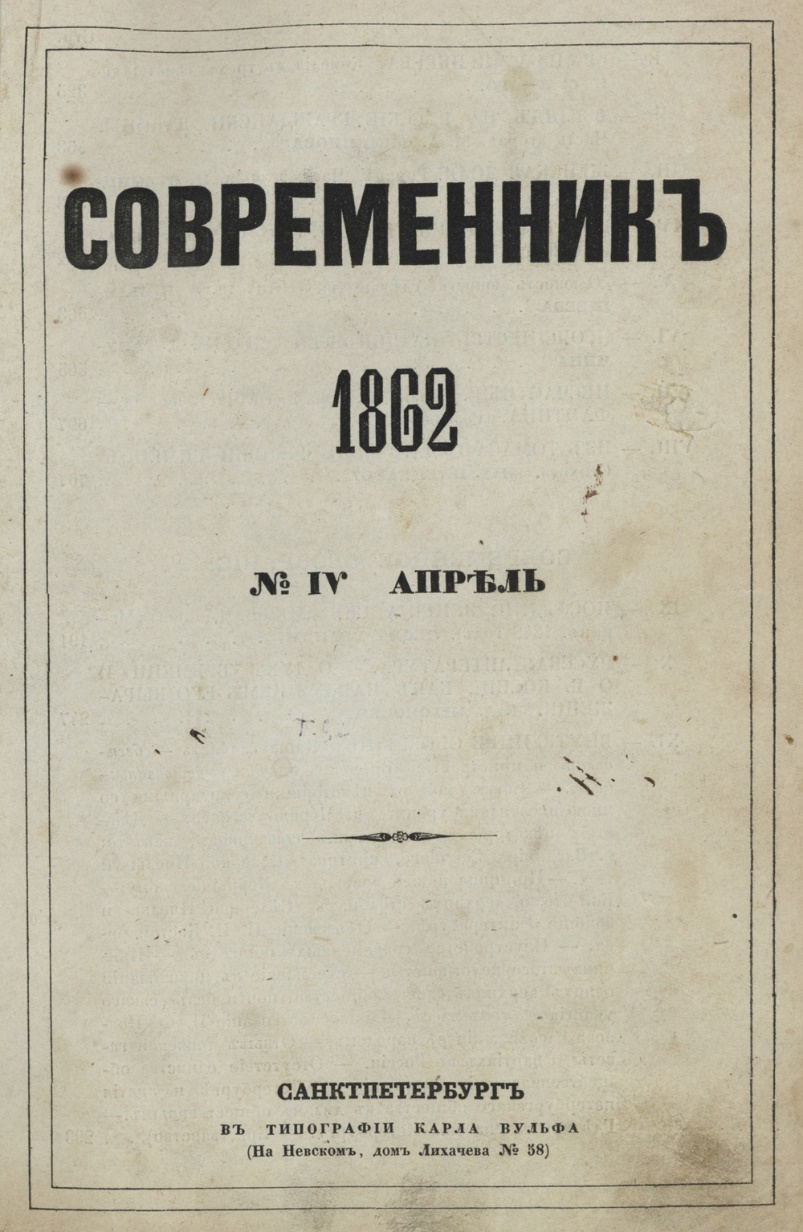 СОВРЕМЕННИКЪ
1862
№ IV АПРѢЛЬ
САНКТПЕТЕРБУРГЪ
ВЪ ТИПОГРАФІИ КАРЛА ВУЛЬФА
(На Невскомъ, домъ Лихачева № 58)